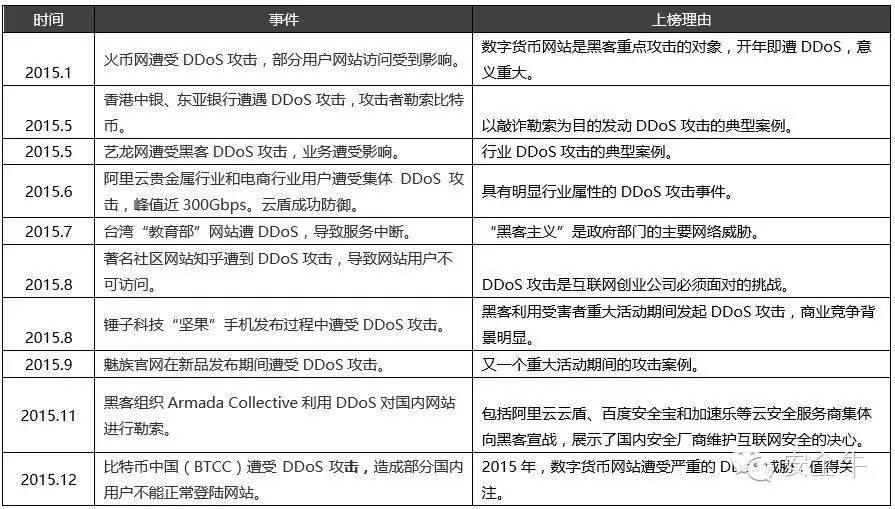 时间 事件 上榜理由
2015.1
火币网遭受 DDoS 攻击，部分用户网站访问受到影响。
数字货币网站是黑客重点攻击的对象，开年即遭 DDoS，意
义重大。
2015.5
香港中银、东亚银行遭遇 DDoS 攻击，攻击者勒索比特
币。
以敲诈勒索为目的发动 DDoS 攻击的典型案例。
2015.5
艺龙网遭受黑客 DDoS 攻击，业务遭受影响。
行业 DDoS 攻击的典型案例。
2015.6
阿里云贵金属行业和电商行业用户遭受集体 DDoS 攻
击，峰值近 300Gbps。云盾成功防御。
具有明显行业属性的 DDoS 攻击事件。
2015.7
台湾“教育部”网站遭 DDoS，导致服务中断。
“黑客主义”是政府部门的主要网络威胁。
2015.8
著名社区网站知乎遭到 DDoS 攻击，导致网站用户不
可访问。
DDoS 攻击是互联网创业公司必须面对的挑战。
2015.8
锤子科技“坚果”手机发布过程中遭受 DDoS 攻击。
黑客利用受害者重大活动期间发起 DDoS 攻击，商业竞争背
景明显。
2015.9
魅族官网在新品发布期间遭受 DDoS 攻击。
又一个重大活动期间的攻击案例。
2015.11
黑客组织 Armada Collective 利用 DDoS 对国内网站
进行勒索。
包括阿里云云盾、百度安全宝和加速乐等云安全服务商集体
向黑客宣战，展示了国内安全厂商维护互联网安全的决心。
2015.12
比特币中国（BTCC）遭受 DDoS 攻击，造成部分国内
用户不能正常登陆网站。
2015 年，数字货币网站遭受严重的 值得关
注。
安全牛